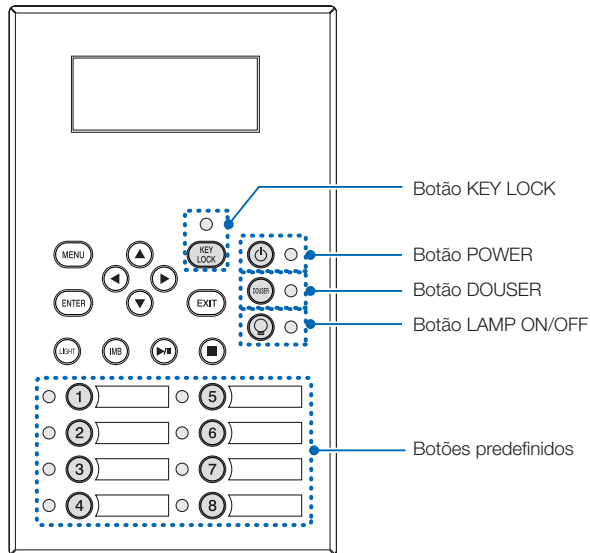 Botão KEY LOCK
KEY
LOCK
MENU
Botão POWER
DOUSER
Botão DOUSER
ENTER
EXIT
Botão LAMP ON/OFF
LIGHT
IMB
1
5
2
6
Botões predefinidos
3
7
4
8